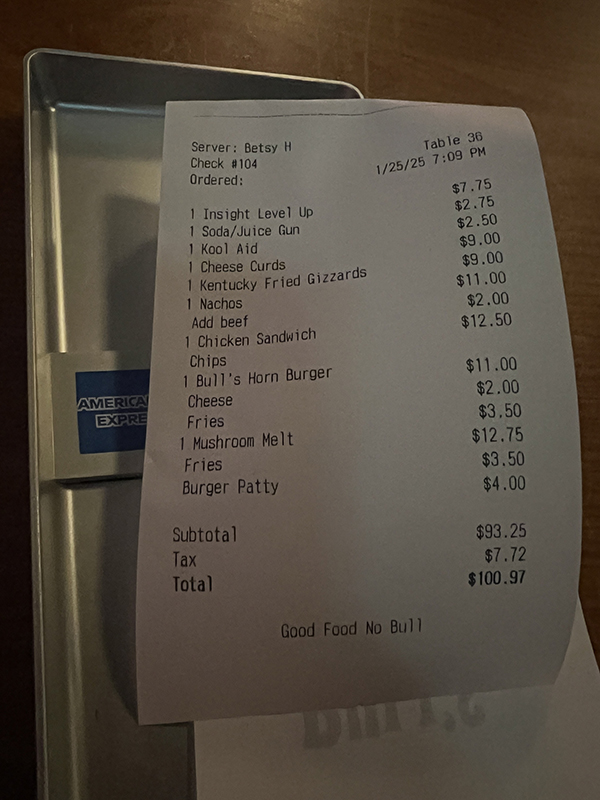 Server: Betsy H Table 36
Check #104 1/25/25 7:09 PM
Ordered:
1 Insight Level Up $7.75
1 Soda/Juice Gun $2.75
1 Kool Aid $2.50
1 Cheese Curds $9.00
1 Kentucky Fried Gizzards $9.00
1 Nachos $11.00
Add beef $2.00
1 Chicken Sandwich $12.50
Chips
1 Bull's Horn Burger $11.00
Cheese $2.00
Fries $3.50
1 Mushroom Melt $12.75
Fries $3.50
Burger Patty $4.00
Subtotal $93.25
Tax $7.72
Total $100.97
Good Food No Bull
AMERICA
EXPRE